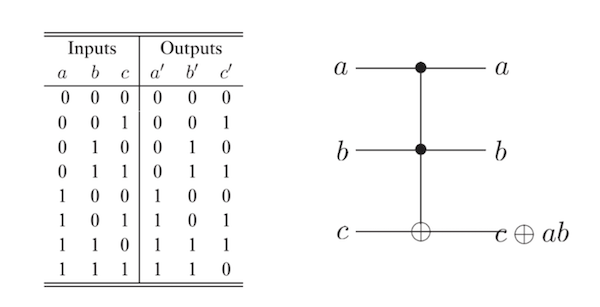 Inputs Outputs
a b c a′ b′ c′
0 0 0 0 0 0
0 0 1 0 0 1
0 1 0 0 1 0
0 1 1 0 1 1
1 0 0 1 0 0
1 0 1 1 0 1
1 1 0 1 1 1
1 1 1 1 1 0
a a
b b
c c ⊕ ab